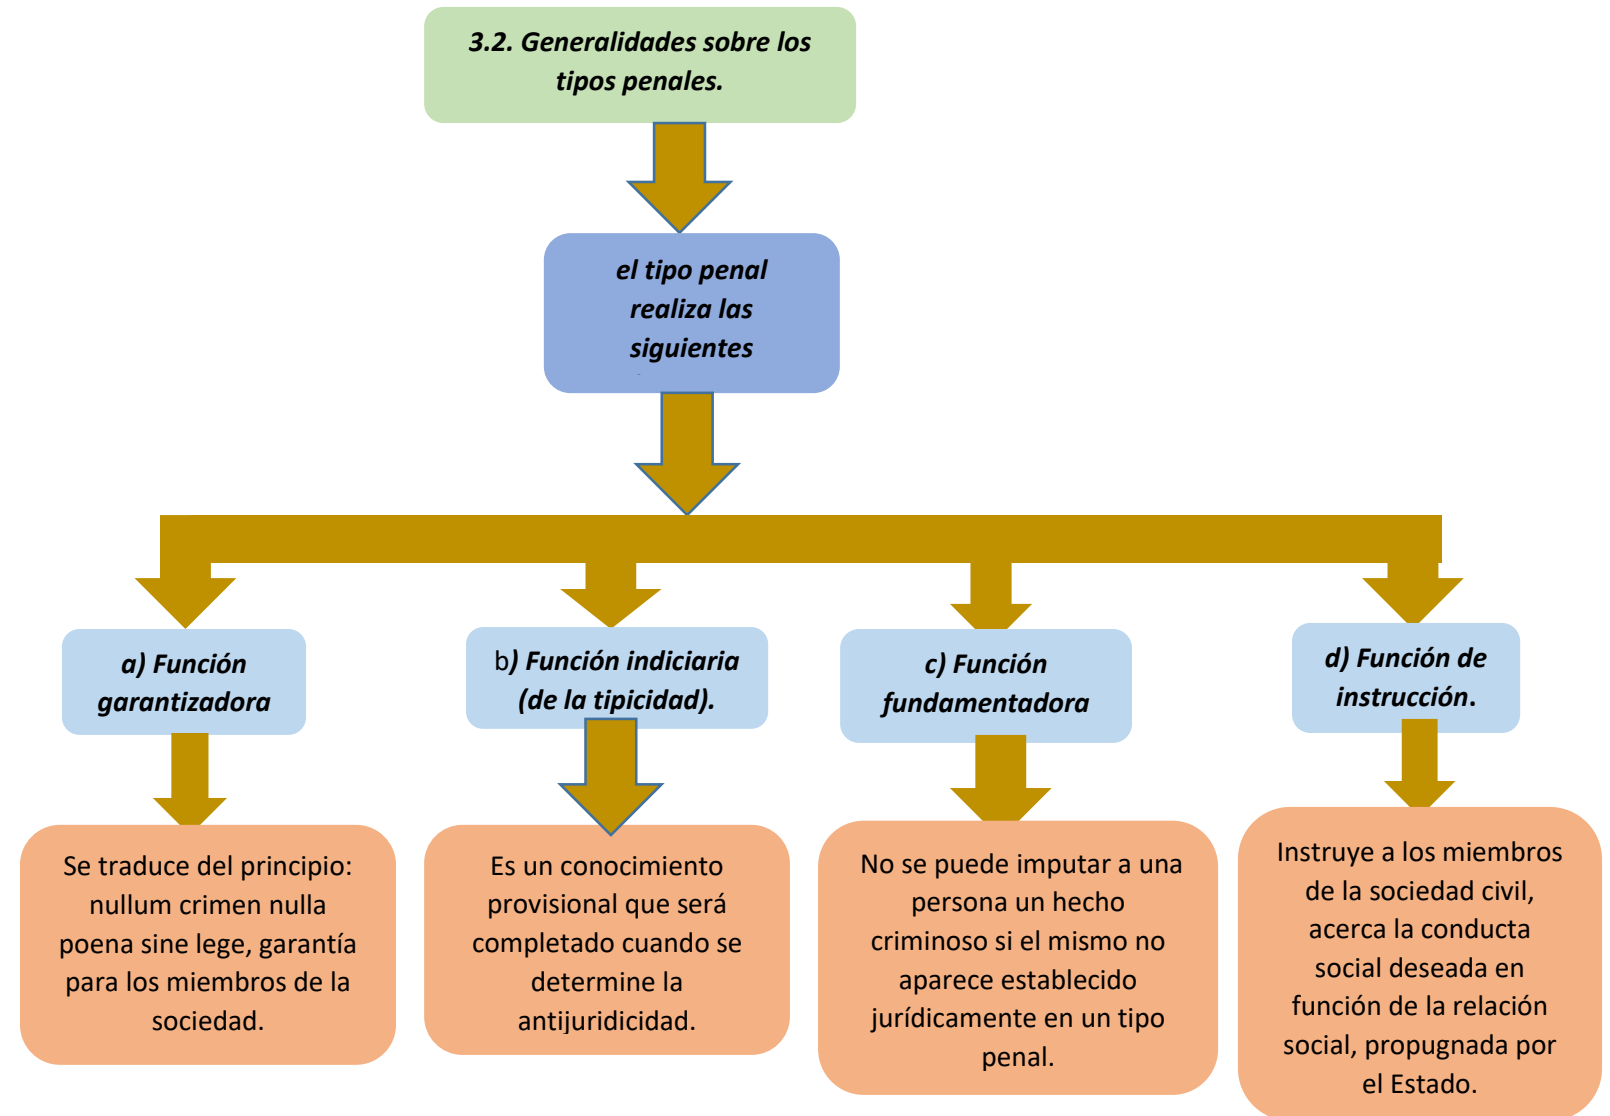 3.2. Generalidades sobre los
tipos penales.
el tipo penal
realiza las
siguientes
a) Función
garantizadora
b) Función indiciaria
(de la tipicidad).
c) Función
fundamentadora
d) Función de
instrucción.
Se traduce del principio:
nullum crimen nulla
poena sine lege, garantía
para los miembros de la
sociedad.
Es un conocimiento
provisional que será
completado cuando se
determine la
antijuridicidad.
No se puede imputar a una
persona un hecho
criminoso si el mismo no
aparece establecido
jurídicamente en un tipo
penal.
Instruye a los miembros
de la sociedad civil,
acerca la conducta
social deseada en
función de la relación
social, propugnada por
el Estado.